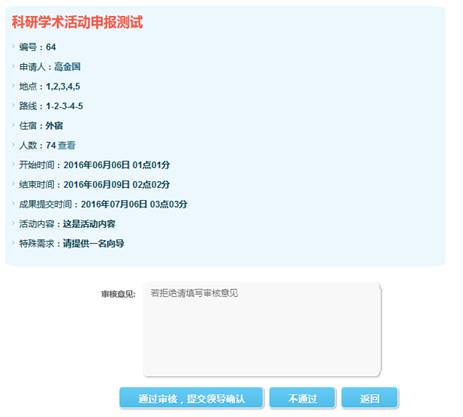 科研学术活动申报测试
编号：64
申请人：高金国
地点：1,2,3,4,5
路线：1-2-3-4-5
住宿：外宿
人数：74 查看
开始时间：2016年06月06日 01点01分
结束时间：2016年06月09日 02点02分
成果提交时间：2016年07月06日 03点03分
活动内容：这是活动内容
特殊需求：请提供一名向导
审核意见:
若拒绝请填写审核意见
通过审核，提交领导确认
不通过
返回